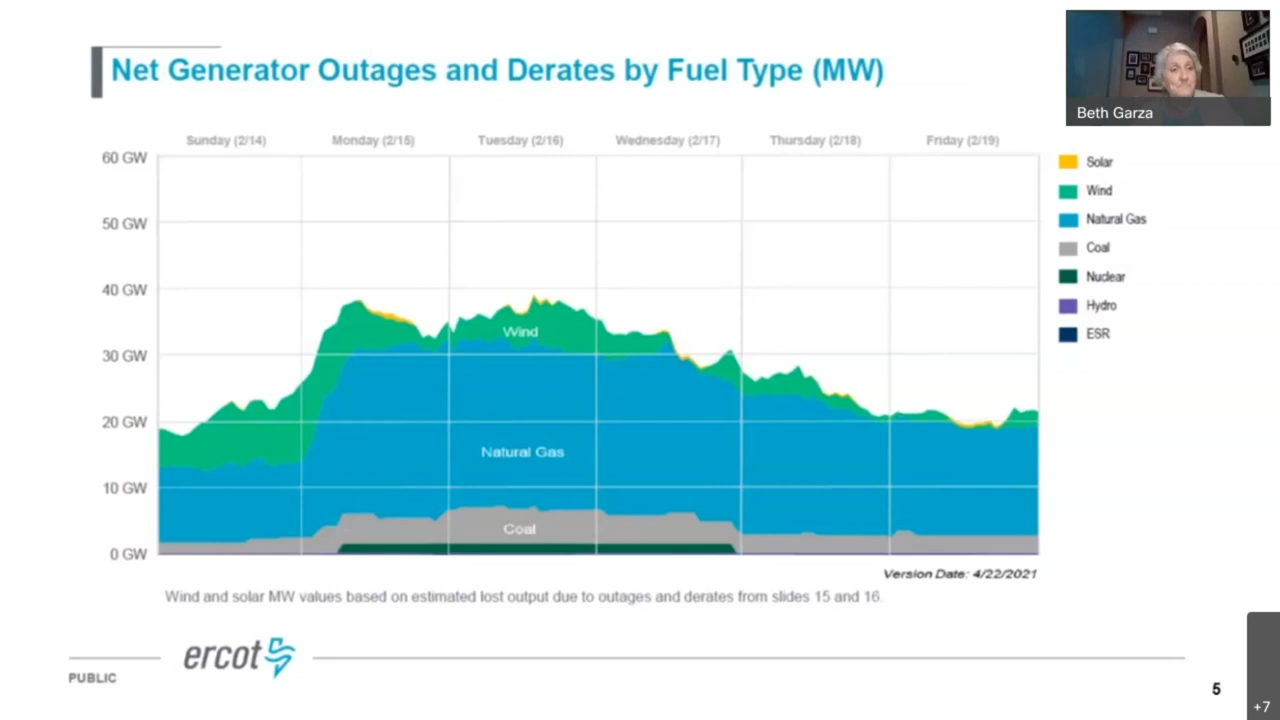 Net Generator Outages and Derates by Fuel Type (MW)
Beth Garza
Sunday (2/14) Monday (2/15) Tuesday (2/16) Wednesday (2/17) Thursday (2/18) Friday (2/19)
60 GW
50 GW
40 GW
30 GW
20 GW
10 GW
0 GW
Wind
Natural Gas
Coal
Solar
Wind
Natural Gas
Coal
Nuclear
Hydro
ESR
Version Date: 4/22/2021
Wind and solar MW values based on estimated lost output due to outages and derates from slides 15 and 16.
ercot
PUBLIC
5
+7